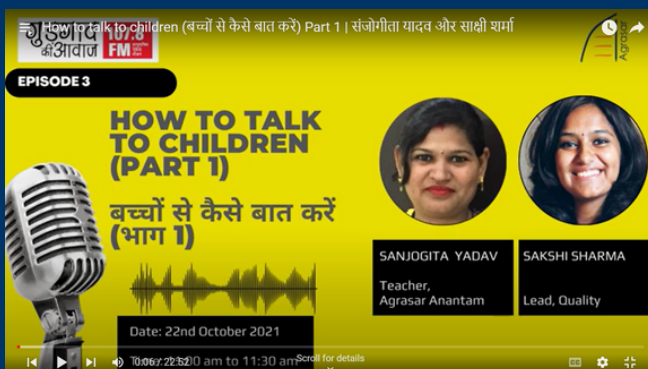 How to talk to children (बच्चों से कैसे बात करें) Part 1 | संजोगीता यादव और साक्षी शर्मा
गुड़गांव
की आवाज
107.8
FM
Agrasar
EPISODE 3
HOW TO TALK
TO CHILDREN
(PART 1)
बच्चों से कैसे बात करें
(भाग 1)
SANJOGITA YADAV
Teacher,
Agrasar Anantam
SAKSHI SHARMA
Lead, Quality
Date: 22nd October 2021
am to 11:30 am
0:06 / 22:52
Scroll for details
CC